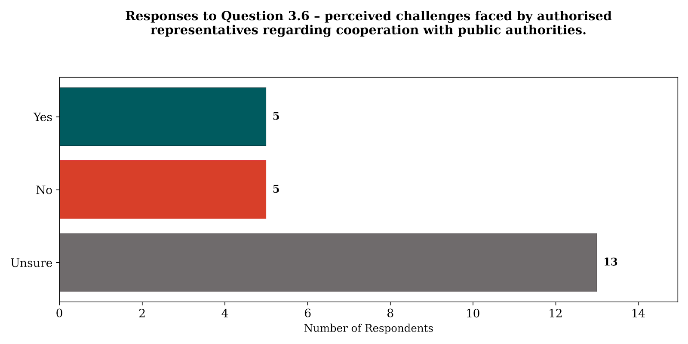 Responses to Question 3.6 – perceived challenges faced by authorised
representatives regarding cooperation with public authorities.
Yes
5
No
5
Unsure
13
0 2 4 6 8 10 12 14
Number of Respondents